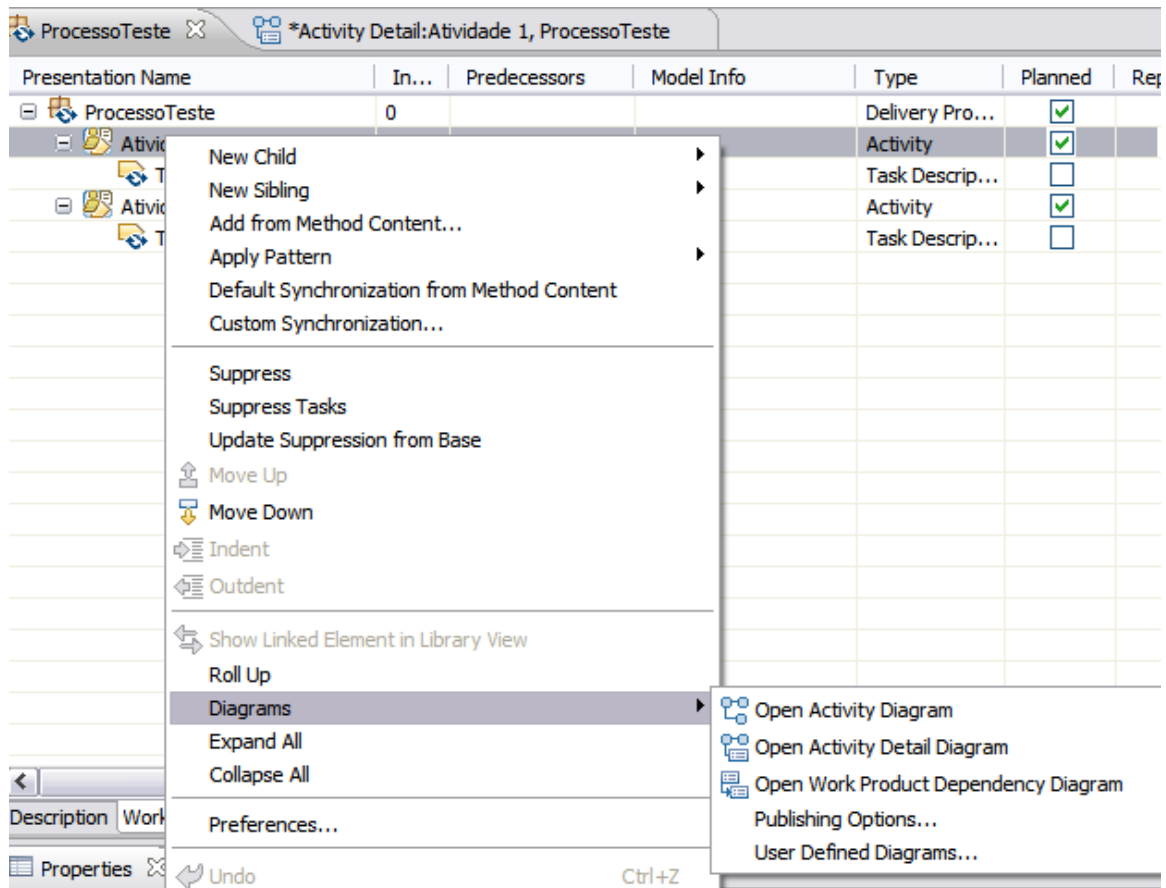 ProcessoTeste *Activity Detail:Atividade 1, ProcessoTeste
Presentation Name In... Predecessors Model Info Type Planned Rep
ProcessoTeste 0 Delivery Pro...
Ativid Activity
T Task Descrip...
Ativid Activity
T Task Descrip...
New Child
New Sibling
Add from Method Content...
Apply Pattern
Default Synchronization from Method Content
Custom Synchronization...
Suppress
Suppress Tasks
Update Suppression from Base
Move Up
Move Down
Indent
Outdent
Show Linked Element in Library View
Roll Up
Diagrams
Open Activity Diagram
Expand All
Open Activity Detail Diagram
Collapse All
Open Work Product Dependency Diagram
Description Work
Preferences...
Publishing Options...
User Defined Diagrams...
Properties
Undo Ctrl+Z